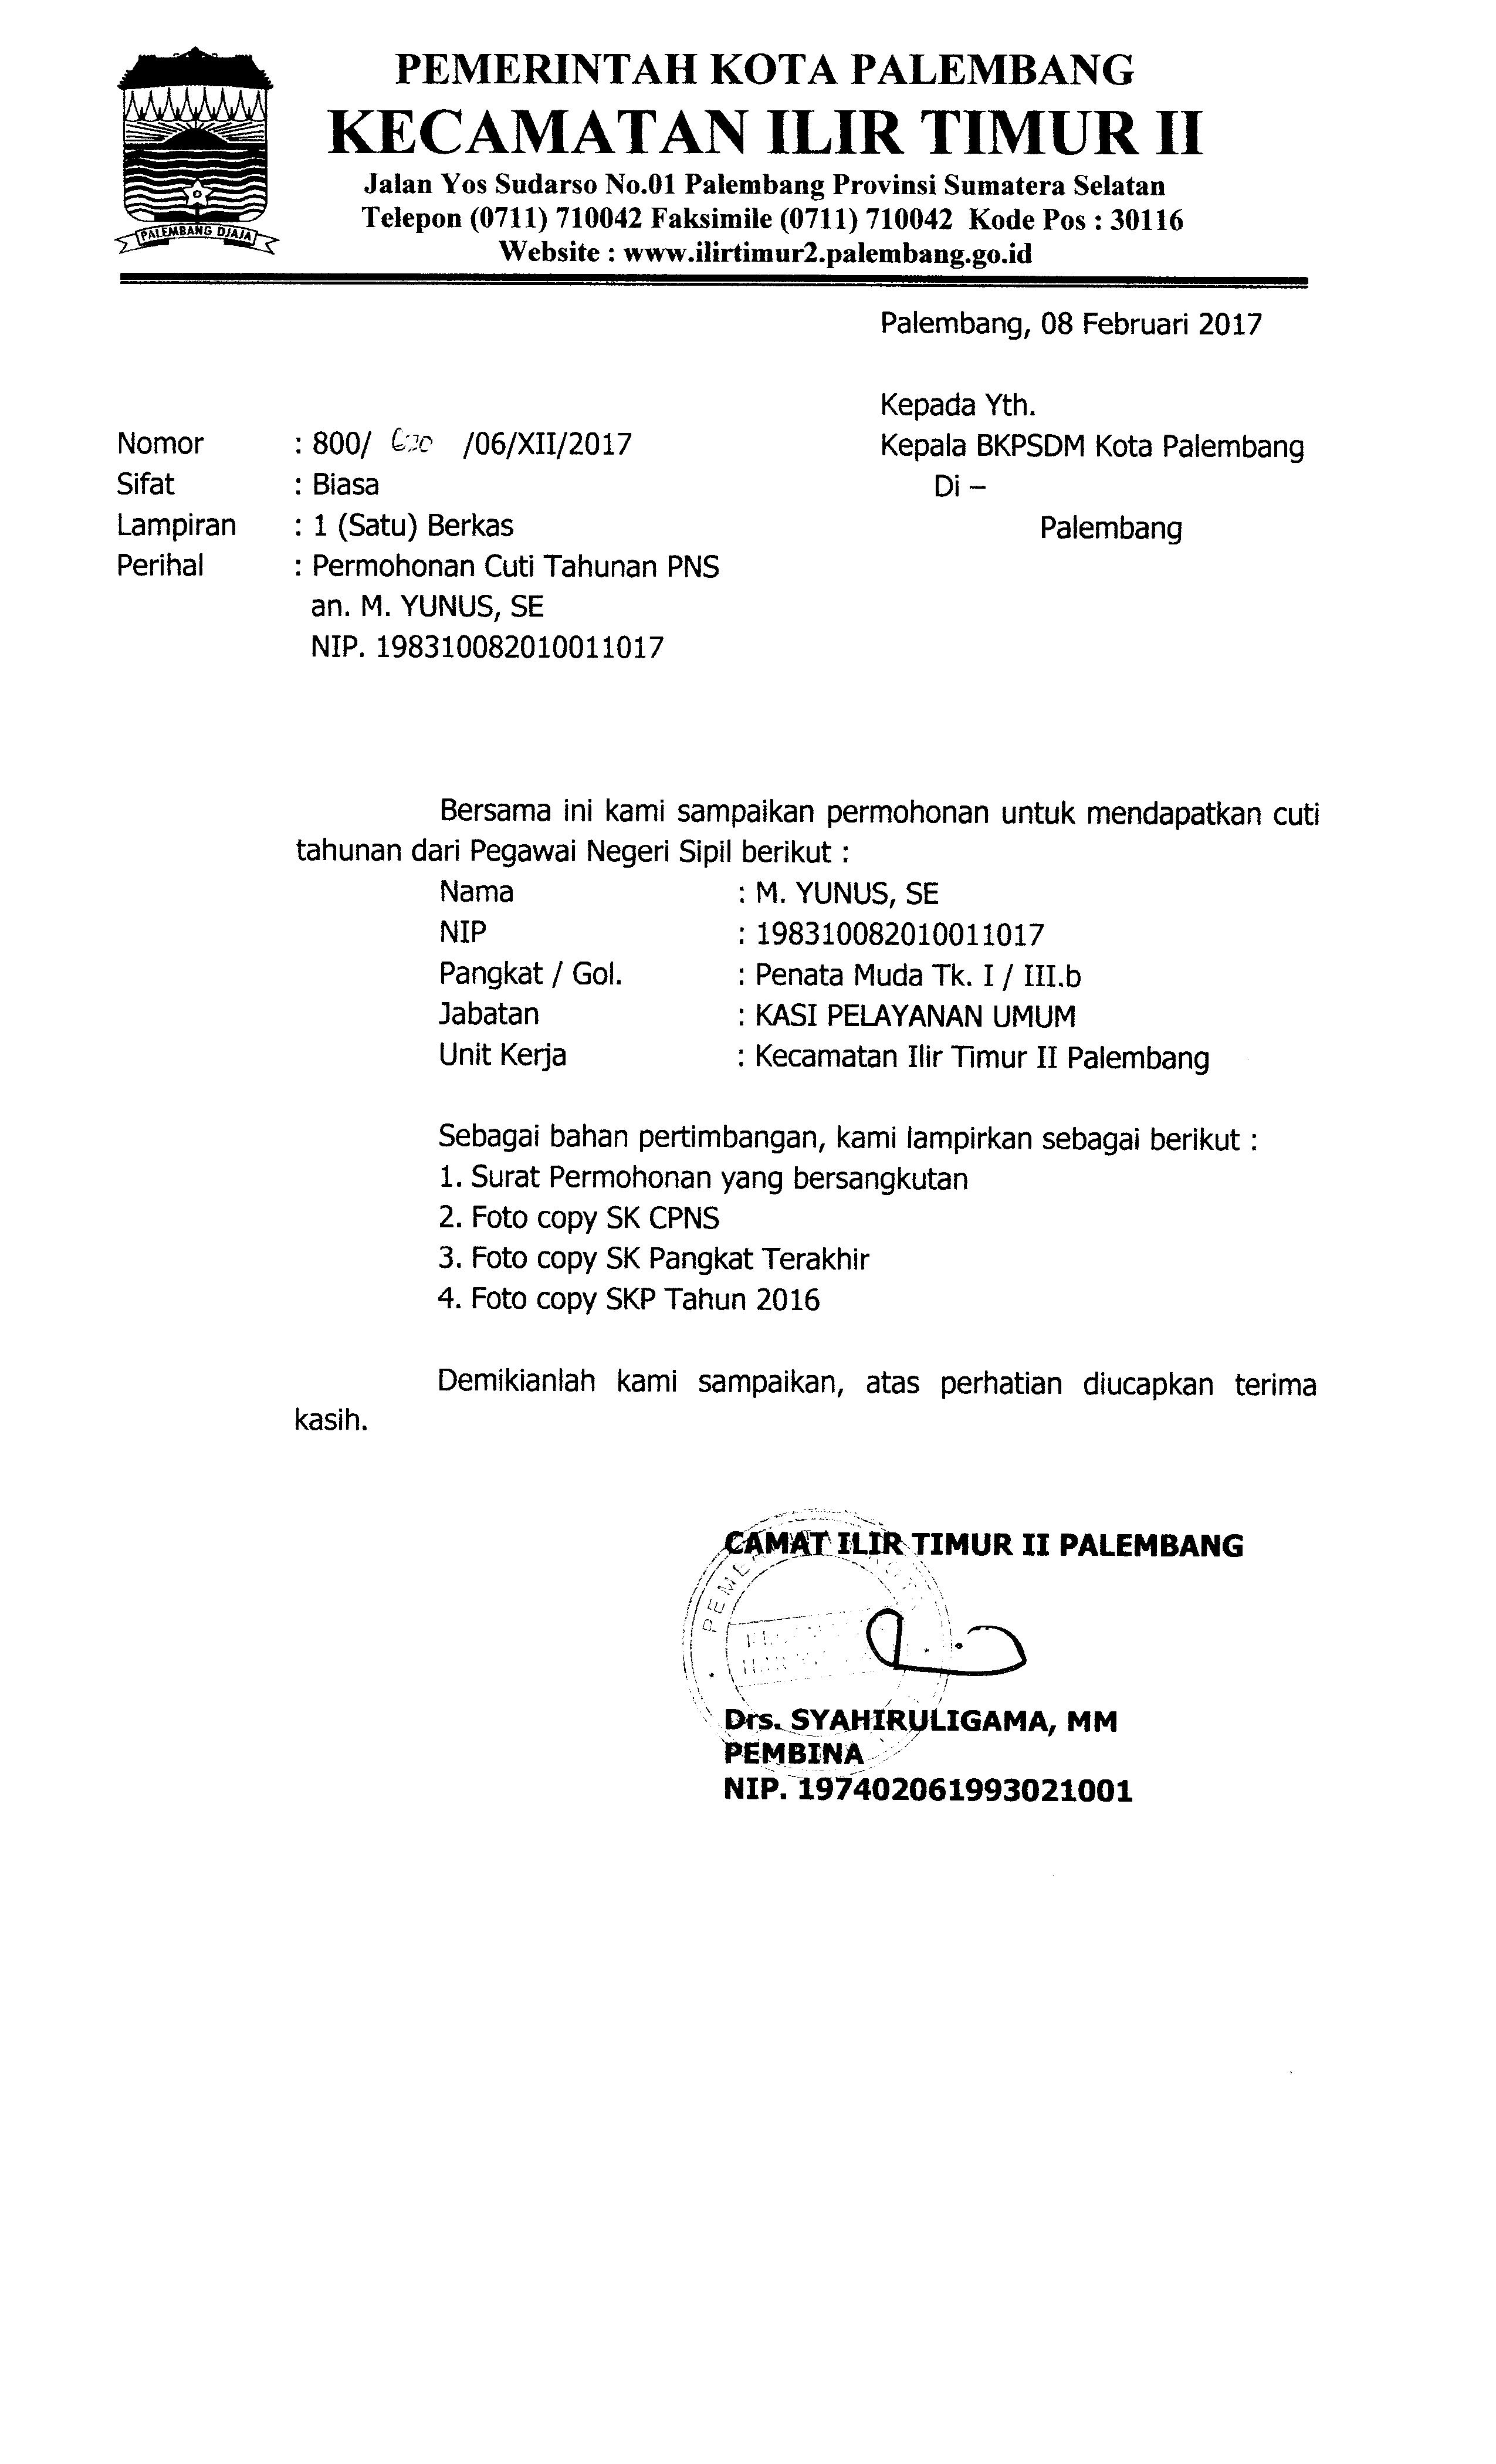 PEMERINTAH KOTA PALEMBANG
KECAMATAN ILIR TIMUR II
Jalan Yos Sudarso No.01 Palembang Provinsi Sumatera Selatan
Telepon (0711) 710042 Faksimile (0711) 710042 Kode Pos : 30116
Website : www.ilirtimur2.palembang.go.id
PALEMBANG DJAJA
Palembang, 08 Februari 2017
Kepada Yth.
Kepala BKPSDM Kota Palembang
Di –
Palembang
Nomor : 800/ /06/XII/2017
Sifat : Biasa
Lampiran : 1 (Satu) Berkas
Perihal : Permohonan Cuti Tahunan PNS
an. M. YUNUS, SE
NIP. 198310082010011017
Bersama ini kami sampaikan permohonan untuk mendapatkan cuti
tahunan dari Pegawai Negeri Sipil berikut :
Nama : M. YUNUS, SE
NIP : 198310082010011017
Pangkat / Gol. : Penata Muda Tk. I / III.b
Jabatan : KASI PELAYANAN UMUM
Unit Kerja : Kecamatan Ilir Timur II Palembang
Sebagai bahan pertimbangan, kami lampirkan sebagai berikut :
1. Surat Permohonan yang bersangkutan
2. Foto copy SK CPNS
3. Foto copy SK Pangkat Terakhir
4. Foto copy SKP Tahun 2016
Demikianlah kami sampaikan, atas perhatian diucapkan terima
kasih.
CAMAT ILIR TIMUR II PALEMBANG
Drs. SYAHIRULIGAMA, MM
PEMBINA
NIP. 197402061993021001